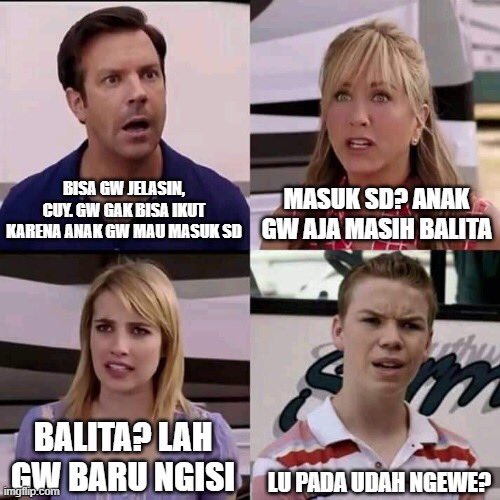 BISA GW JELASIN,
CUY. GW GAK BISA IKUT
KARENA ANAK GW MAU MASUK SD
MASUK SD? ANAK
GW AJA MASIH BALITA
BALITA? LAH
GW BARU NGISI
LU PADA UDAH NGEWE?
imgflip.com